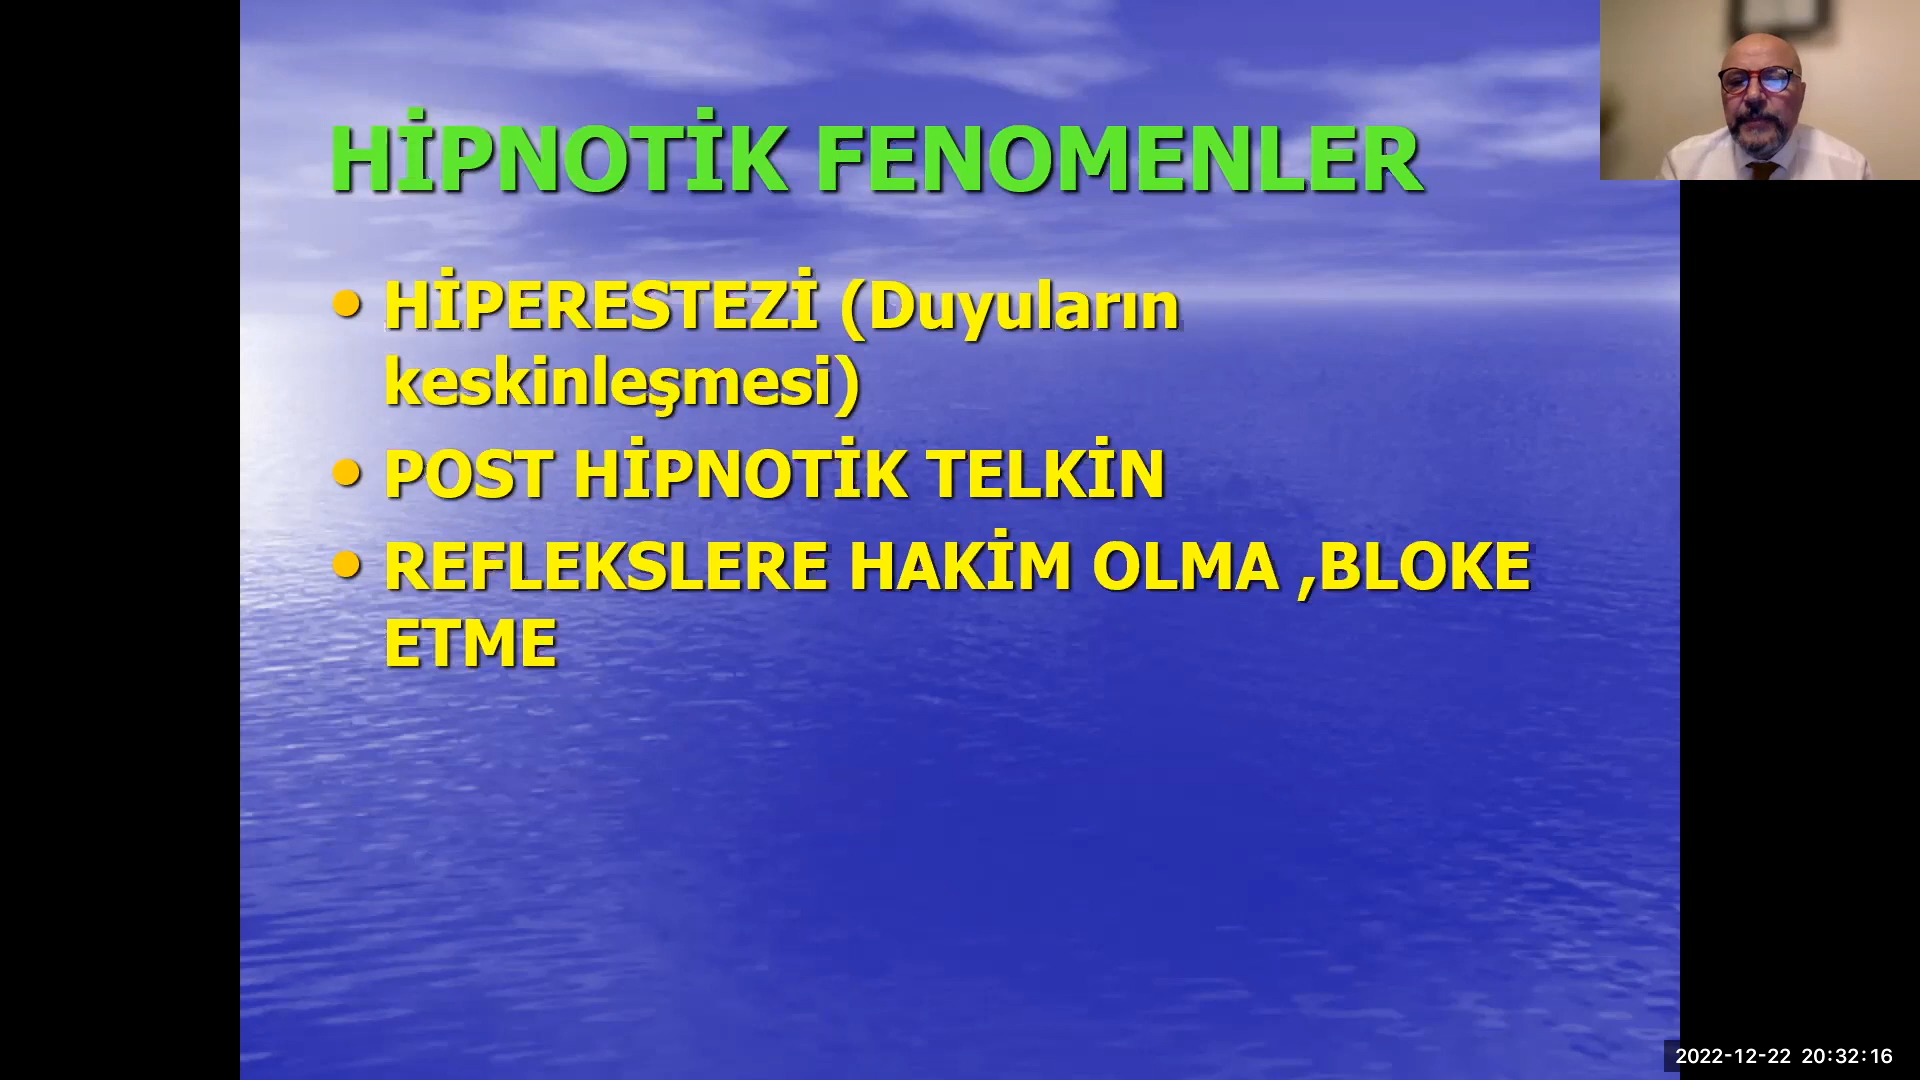 HİPNOTİK FENOMENLER
• HİPERESTEZİ (Duyuların
keskinleşmesi)
• POST HİPNOTİK TELKİN
• REFLEKSLERE HAKİM OLMA ,BLOKE
ETME
2022-12-22 20:32:16